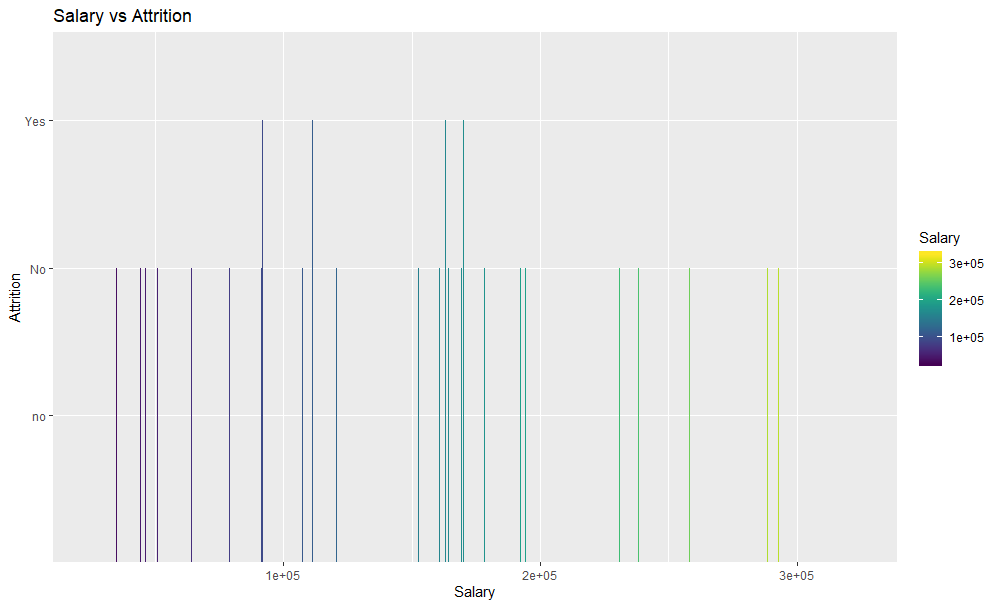 Salary vs Attrition
Yes
No
no
Attrition
1e+05
2e+05
3e+05
Salary
Salary
3e+05
2e+05
1e+05